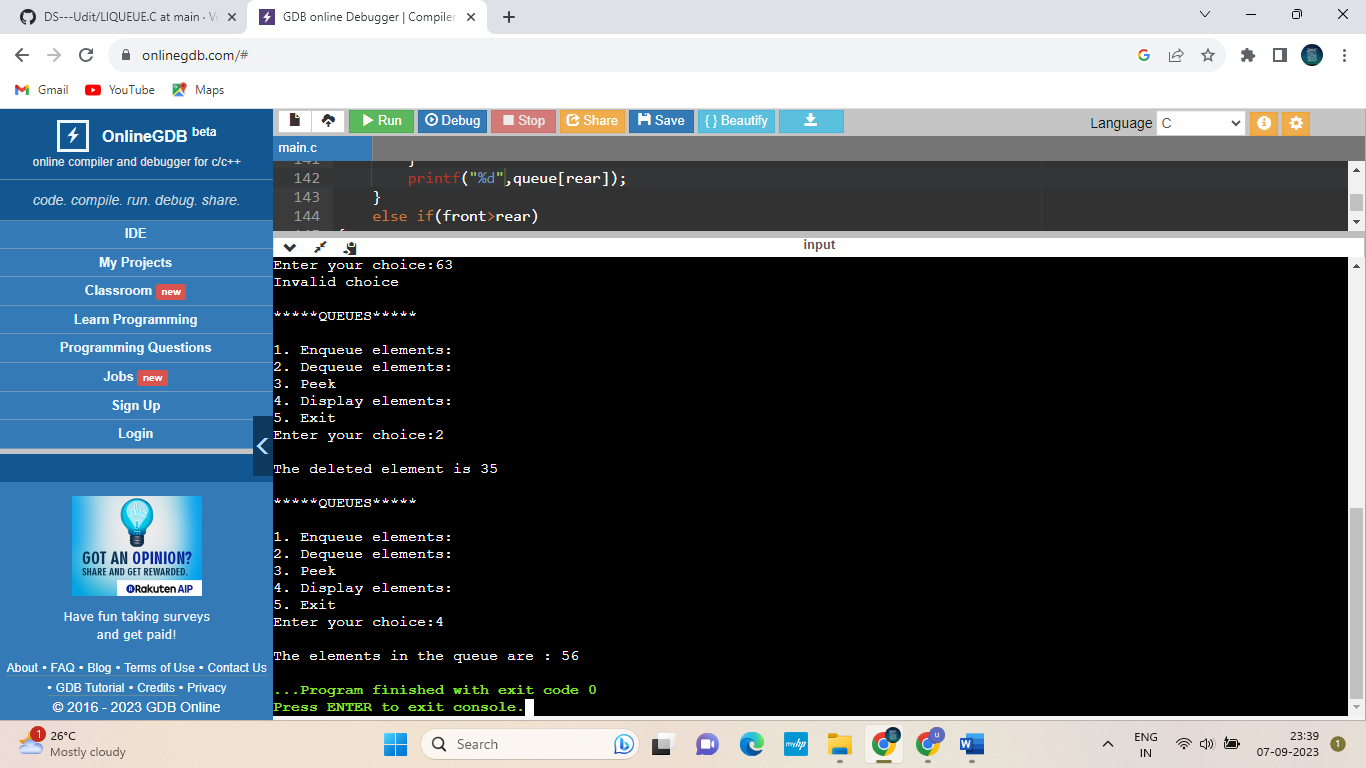 DS---Udit/LIQUEUE.C at main · Vo
GDB online Debugger | Compiler
onlinegdb.com/#
Gmail YouTube Maps
OnlineGDB beta
online compiler and debugger for c/c++
code. compile. run. debug. share.
IDE
My Projects
Classroom new
Learn Programming
Programming Questions
Jobs new
Sign Up
Login
GOT AN OPINION?
SHARE AND GET REWARDED.
Rakuten AIP
Have fun taking surveys
and get paid!
About • FAQ • Blog • Terms of Use • Contact Us
• GDB Tutorial • Credits • Privacy
© 2016 - 2023 GDB Online
Run Debug Stop Share Save { } Beautify
Language C
main.c
141 }
142 printf("%d",queue[rear]);
143 }
144 else if(front>rear)
input
Enter your choice:63
Invalid choice
*****QUEUES*****
1. Enqueue elements:
2. Dequeue elements:
3. Peek
4. Display elements:
5. Exit
Enter your choice:2
The deleted element is 35
*****QUEUES*****
1. Enqueue elements:
2. Dequeue elements:
3. Peek
4. Display elements:
5. Exit
Enter your choice:4
The elements in the queue are : 56
...Program finished with exit code 0
Press ENTER to exit console.
1
26°C
Mostly cloudy
Search
myhp
u
ENG
IN
23:39
07-09-2023
1